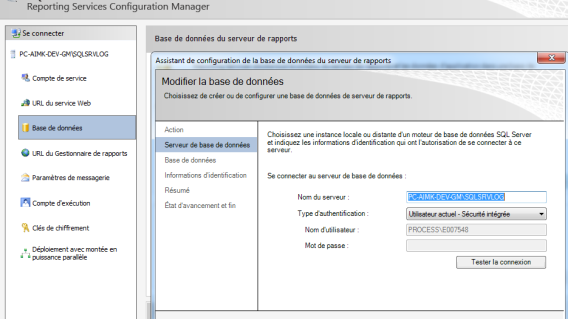 Reporting Services Configuration Manager
Se connecter
PC-AIMK-DEV-GM\SQLSRVLOG
Compte de service
URL du service Web
Base de données
URL du Gestionnaire de rapports
Paramètres de messagerie
Compte d'exécution
Clés de chiffrement
Déploiement avec montée en
puissance parallèle
Base de données du serveur de rapports
Assistant de configuration de la base de données du serveur de rapports
Modifier la base de données
Choisissez de créer ou de configurer une base de données de serveur de rapports.
Action
Serveur de base de données
Base de données
Informations d'identification
Résumé
État d'avancement et fin
Choisissez une instance locale ou distante d'un moteur de base de données SQL Server
et indiquez les informations d'identification qui ont l'autorisation de se connecter à ce
serveur.
Se connecter au serveur de base de données :
Nom du serveur :
PC-AIMK-DEV-GM\SQLSRVLOG
Type d'authentification :
Utilisateur actuel - Sécurité intégrée
Nom d'utilisateur :
PROCESS\E007548
Mot de passe :
Tester la connexion